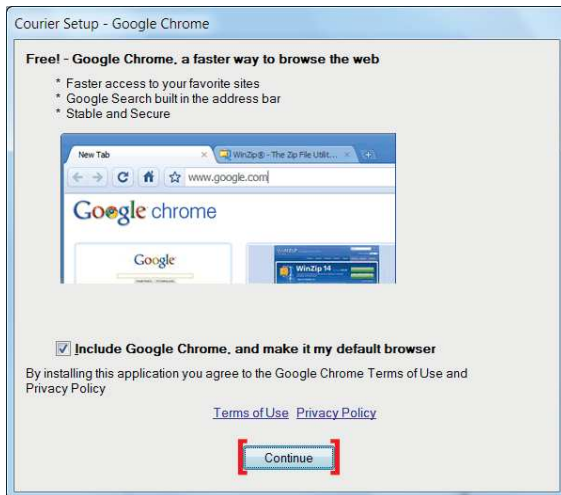 Courier Setup - Google Chrome
Free! - Google Chrome, a faster way to browse the web
* Faster access to your favorite sites
* Google Search built in the address bar
* Stable and Secure
New Tab × WinZip® - The Zip File Utilit... ×
www.google.com
Google chrome
Google
WinZip 14
Include Google Chrome, and make it my default browser
By installing this application you agree to the Google Chrome Terms of Use and
Privacy Policy
Terms of Use Privacy Policy
Continue